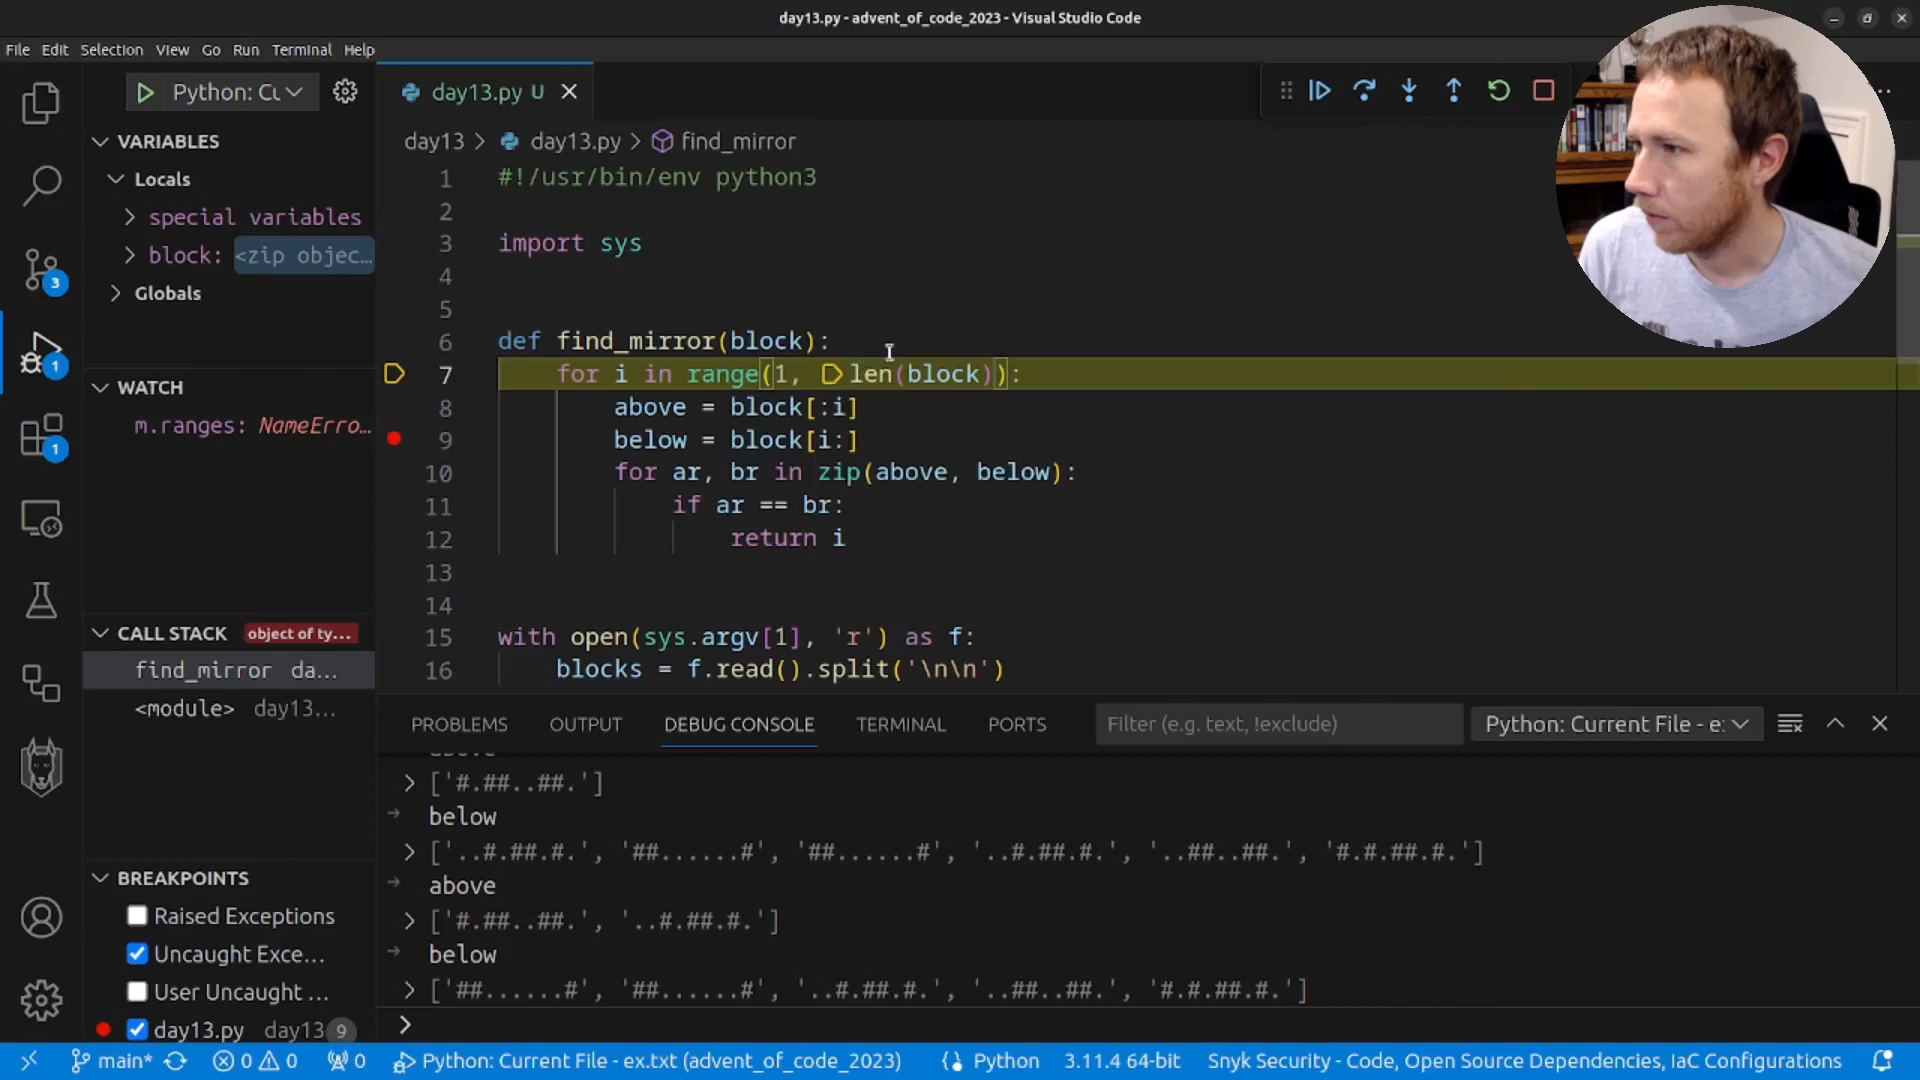 day13.py - advent_of_code_2023 - Visual Studio Code
File Edit Selection View Go Run Terminal Help
Python: Cu
day13.py U
VARIABLES
Locals
special variables
block: <zip objec…
Globals
WATCH
m.ranges: NameErro…
CALL STACK object of ty…
find_mirror da…
<module> day13…
BREAKPOINTS
Raised Exceptions
Uncaught Exce…
User Uncaught …
day13.py day13 9
3
1
1
day13 > day13.py > find_mirror
1 #!/usr/bin/env python3
2
3 import sys
4
5
6 def find_mirror(block):
7 for i in range(1, len(block)):
8 above = block[:i]
9 below = block[i:]
10 for ar, br in zip(above, below):
11 if ar == br:
12 return i
13
14
15 with open(sys.argv[1], 'r') as f:
16 blocks = f.read().split('\n\n')
PROBLEMS OUTPUT DEBUG CONSOLE TERMINAL PORTS Filter (e.g. text, !exclude) Python: Current File - e:
above
['#.##..##.']
below
['..#.##.#.', '##......#', '##......#', '..#.##.#.', '..##..##.', '#.#.##.#.']
above
['#.##..##.', '..#.##.#.']
below
['##......#', '##......#', '..#.##.#.', '..##..##.', '#.#.##.#.']
main* 0 0 0 Python: Current File - ex.txt (advent_of_code_2023) Python 3.11.4 64-bit Snyk Security - Code, Open Source Dependencies, IaC Configurations